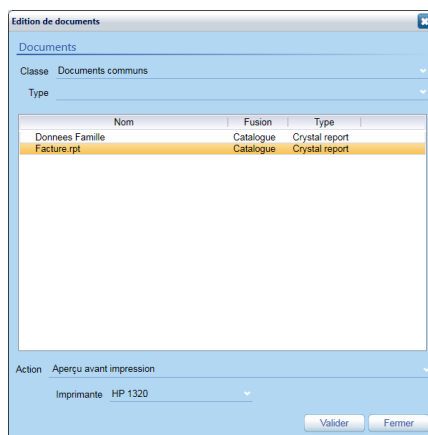 Edition de documents
Documents
Classe Documents communs
Type
Nom Fusion Type
Donnees Famille Catalogue Crystal report
Facture.rpt Catalogue Crystal report
Action Aperçu avant impression
Imprimante HP 1320
Valider Fermer